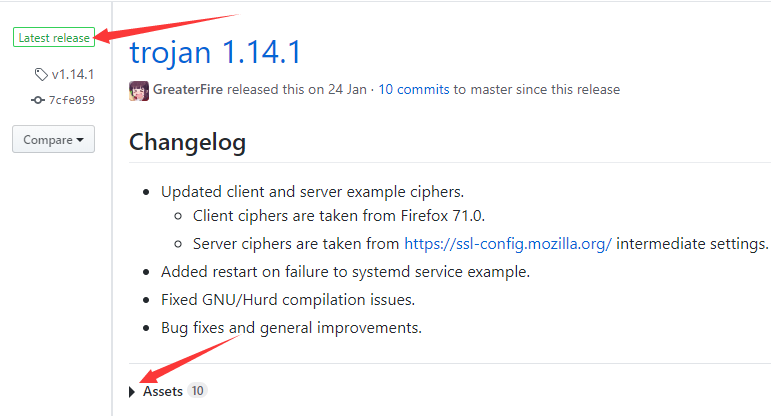 Latest release
trojan 1.14.1
v1.14.1
GreaterFire released this on 24 Jan · 10 commits to master since this release
7cfe059
Compare
Changelog
Updated client and server example ciphers.
Client ciphers are taken from Firefox 71.0.
Server ciphers are taken from https://ssl-config.mozilla.org/ intermediate settings.
Added restart on failure to systemd service example.
Fixed GNU/Hurd compilation issues.
Bug fixes and general improvements.
Assets 10